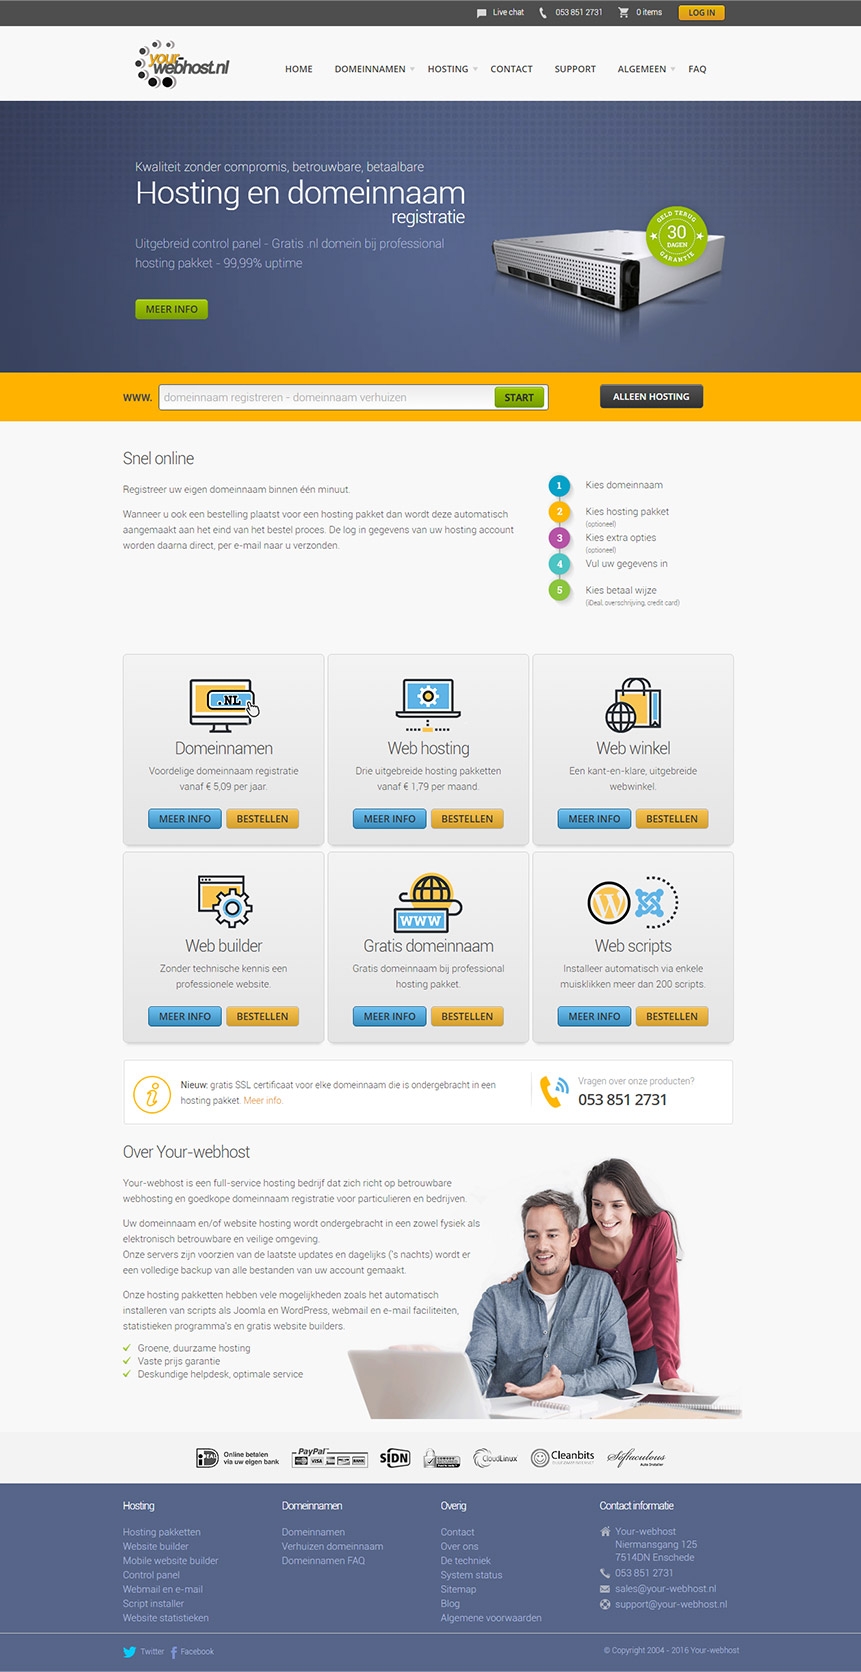 Live chat 053 851 2731 0 items LOG IN
your-
webhost.nl
HOME DOMEINNAMEN HOSTING CONTACT SUPPORT ALGEMEEN FAQ
Kwaliteit zonder compromis, betrouwbare, betaalbare
Hosting en domeinnaam
registratie
Uitgebreid control panel - Gratis .nl domein bij professional
hosting pakket - 99,99% uptime
MEER INFO
GELD TERUG
30
DAGEN
GARANTIE
www. domeinnaam registreren - domeinnaam verhuizen START ALLEEN HOSTING
Snel online
Registreer uw eigen domeinnaam binnen één minuut.
Wanneer u ook een bestelling plaatst voor een hosting pakket dan wordt deze automatisch
aangemaakt aan het eind van het bestel proces. De log in gegevens van uw hosting account
worden daarna direct, per e-mail naar u verzonden.
1 Kies domeinnaam
2 Kies hosting pakket
(optioneel)
3 Kies extra opties
(optioneel)
4 Vul uw gegevens in
5 Kies betaal wijze
(iDeal, overschrijving, credit card)
.NL
Domeinnamen
Voordelige domeinnaam registratie
vanaf € 5,09 per jaar.
MEER INFO BESTELLEN
Web hosting
Drie uitgebreide hosting pakketten
vanaf € 1,79 per maand.
MEER INFO BESTELLEN
Web winkel
Een kant-en-klare, uitgebreide
webwinkel.
MEER INFO BESTELLEN
Web builder
Zonder technische kennis een
professionele website.
MEER INFO BESTELLEN
WWW
Gratis domeinnaam
Gratis domeinnaam bij professional
hosting pakket.
MEER INFO BESTELLEN
Web scripts
Installeer automatisch via enkele
muisklikken meer dan 200 scripts.
MEER INFO BESTELLEN
Nieuw: gratis SSL certificaat voor elke domeinnaam die is ondergebracht in een
hosting pakket. Meer info.
Vragen over onze producten?
053 851 2731
Over Your-webhost
Your-webhost is een full-service hosting bedrijf dat zich richt op betrouwbare
webhosting en goedkope domeinnaam registratie voor particulieren en bedrijven.
Uw domeinnaam en/of website hosting wordt ondergebracht in een zowel fysiek als
elektronisch betrouwbare en veilige omgeving.
Onze servers zijn voorzien van de laatste updates en dagelijks ('s nachts) wordt er
een volledige backup van alle bestanden van uw account gemaakt.
Onze hosting pakketten hebben vele mogelijkheden zoals het automatisch
installeren van scripts als Joomla en WordPress, webmail en e-mail faciliteiten,
statistieken programma's en gratis website builders.
Groene, duurzame hosting
Vaste prijs garantie
Deskundige helpdesk, optimale service
iDEAL Online betalen
via uw eigen bank
PayPal
VISA
SIDN
CloudLinux
Cleanbits
Softaculous
Auto Installer
Hosting
Hosting pakketten
Website builder
Mobile website builder
Control panel
Webmail en e-mail
Script installer
Website statistieken
Domeinnamen
Domeinnamen
Verhuizen domeinnaam
Domeinnamen FAQ
Overig
Contact
Over ons
De techniek
System status
Sitemap
Blog
Algemene voorwaarden
Contact informatie
Your-webhost
Niermansgang 125
7514DN Enschede
053 851 2731
sales@your-webhost.nl
support@your-webhost.nl
Twitter Facebook
© Copyright 2004 - 2016 Your-webhost